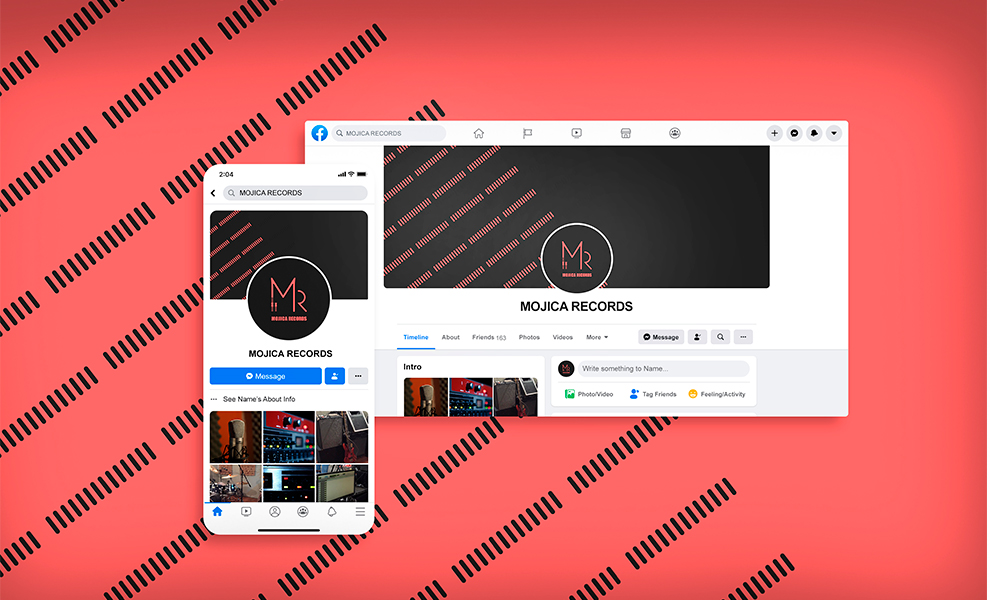 MOJICA RECORDS
2:04
MOJICA RECORDS
MR
MOJICA RECORDS
MOJICA RECORDS
Timeline About Friends 163 Photos Videos More Message
MR
MOJICA RECORDS
MOJICA RECORDS
Message
See Name's About Info
Intro
Write something to Name...
Photo/Video Tag Friends Feeling/Activity